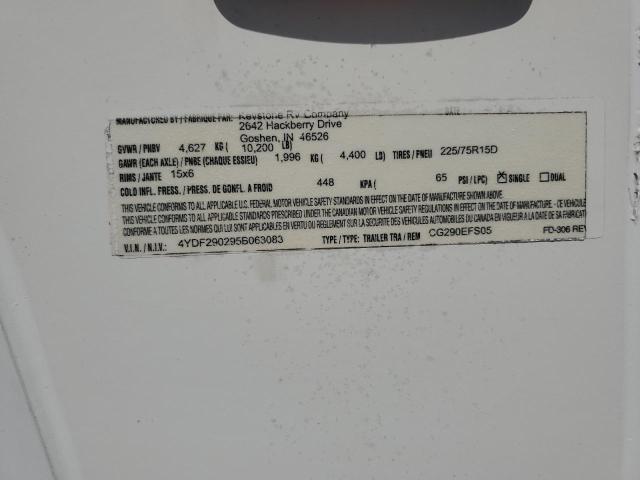 MANUFACTURED BY / FABRIQUE PAR: Keystone Rv Company DATE
2642 Hackberry Drive
Goshen, IN 46526
GVWR / PNBV 4,627 KG ( 10,200 LB)
GAWR (EACH AXLE) / PNBE (CHAQUE ESSIEU) 1,996 KG ( 4,400 LB) TIRES / PNEU 225/75R15D
RIMS / JANTE 15x6
COLD INFL. PRESS. / PRESS. DE GONFL. A FROID 448 KPA ( 65 PSI / LPC) ☒ SINGLE ☐ DUAL
THIS VEHICLE CONFORMS TO ALL APPLICABLE U.S. FEDERAL MOTOR VEHICLE SAFETY STANDARDS IN EFFECT ON THE DATE OF MANUFACTURE SHOWN ABOVE.
THIS VEHICLE CONFORMS TO ALL APPLICABLE STANDARDS PRESCRIBED UNDER THE CANADIAN MOTOR VEHICLE SAFETY REGULATIONS IN EFFECT ON THE DATE OF MANUFACTURE - CE VEHICULE
CONFORME A TOUTES LES NORMES QUI LUI SONT APPLICABLES EN VERTU DU REGLEMENT SUR LA SECURITE DES VEHICULES AUTOMOBILES DU CANADA EN VIGUEUR A LA DATE DE SA FABRICATI
V.I.N. / N.I.V. 4YDF290295B063083 TYPE / TYPE: TRAILER TRA / REM CG290EFS05 FD-306 REV